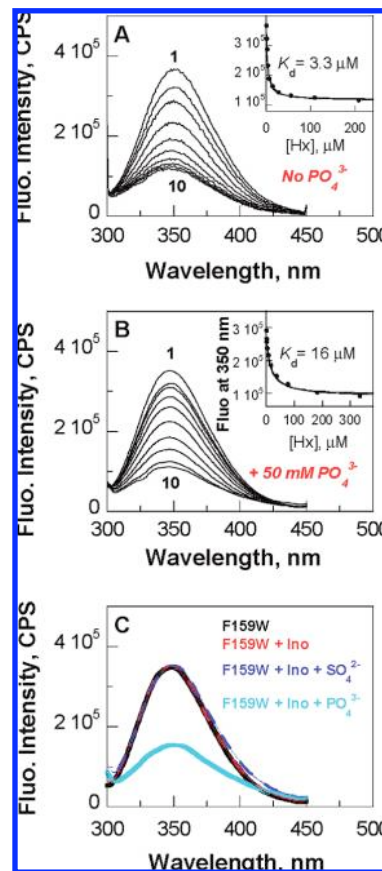 A
1
10
Fluo. Intensity, CPS
4 10⁵
2 10⁵
0
300 350 400 450
Wavelength, nm
K_d = 3.3 µM
3 10⁵
2 10⁵
1 10⁵
0 100 200
[Hx], µM
No PO₄³⁻
B
1
10
Fluo. Intensity, CPS
4 10⁵
2 10⁵
0
300 350 400 450
Wavelength, nm
Fluo at 350 nm
K_d = 16 µM
3 10⁵
2 10⁵
1 10⁵
0 100 200 300
[Hx], µM
+ 50 mM PO₄³⁻
C
F159W
F159W + Ino
F159W + Ino + SO₄²⁻
F159W + Ino + PO₄³⁻
Fluo. Intensity, CPS
4 10⁵
2 10⁵
0
300 350 400 450
Wavelength, nm